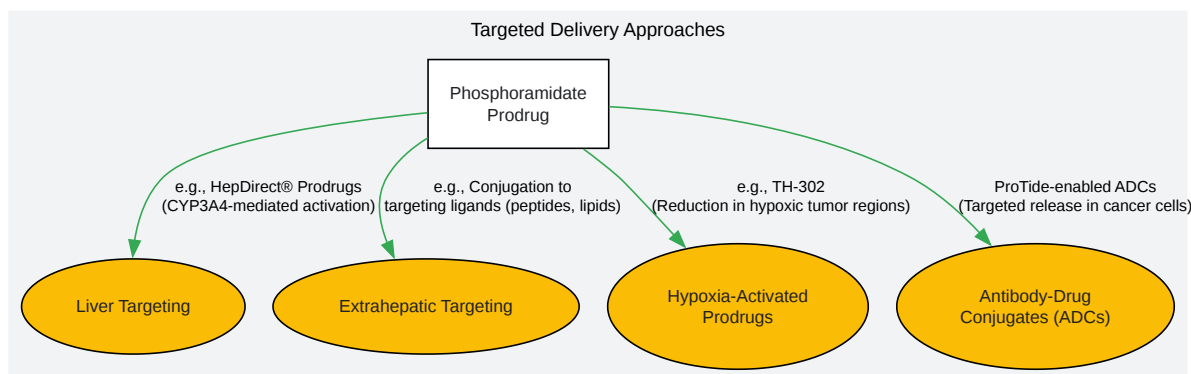 Targeted Delivery Approaches
Phosphoramidate
Prodrug
e.g., HepDirect® Prodrugs
(CYP3A4-mediated activation)
e.g., Conjugation to
targeting ligands (peptides, lipids)
e.g., TH-302
(Reduction in hypoxic tumor regions)
ProTide-enabled ADCs
(Targeted release in cancer cells)
Liver Targeting
Extrahepatic Targeting
Hypoxia-Activated
Prodrugs
Antibody-Drug
Conjugates (ADCs)